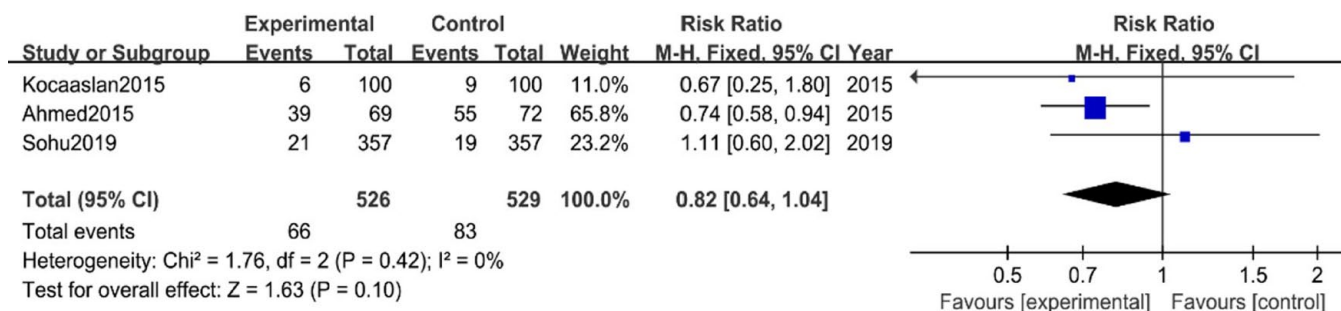 Experimental Control Risk Ratio Risk Ratio
Study or Subgroup Events Total Events Total Weight M-H, Fixed, 95% CI Year M-H, Fixed, 95% CI
Kocaaslan2015 6 100 9 100 11.0% 0.67 [0.25, 1.80] 2015
Ahmed2015 39 69 55 72 65.8% 0.74 [0.58, 0.94] 2015
Sohu2019 21 357 19 357 23.2% 1.11 [0.60, 2.02] 2019
Total (95% CI) 526 529 100.0% 0.82 [0.64, 1.04]
Total events 66 83
Heterogeneity: Chi² = 1.76, df = 2 (P = 0.42); I² = 0%
Test for overall effect: Z = 1.63 (P = 0.10)
0.5 0.7 1 1.5 2
Favours [experimental] Favours [control]